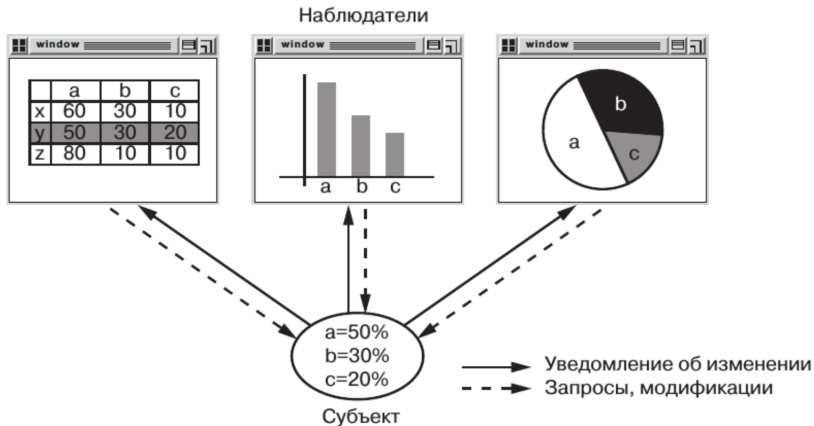 Наблюдатели
window
window
window
a b c
x 60 30 10
y 50 30 20
z 80 10 10
a b c
a
b
c
a=50%
b=30%
c=20%
Субъект
Уведомление об изменении
Запросы, модификации